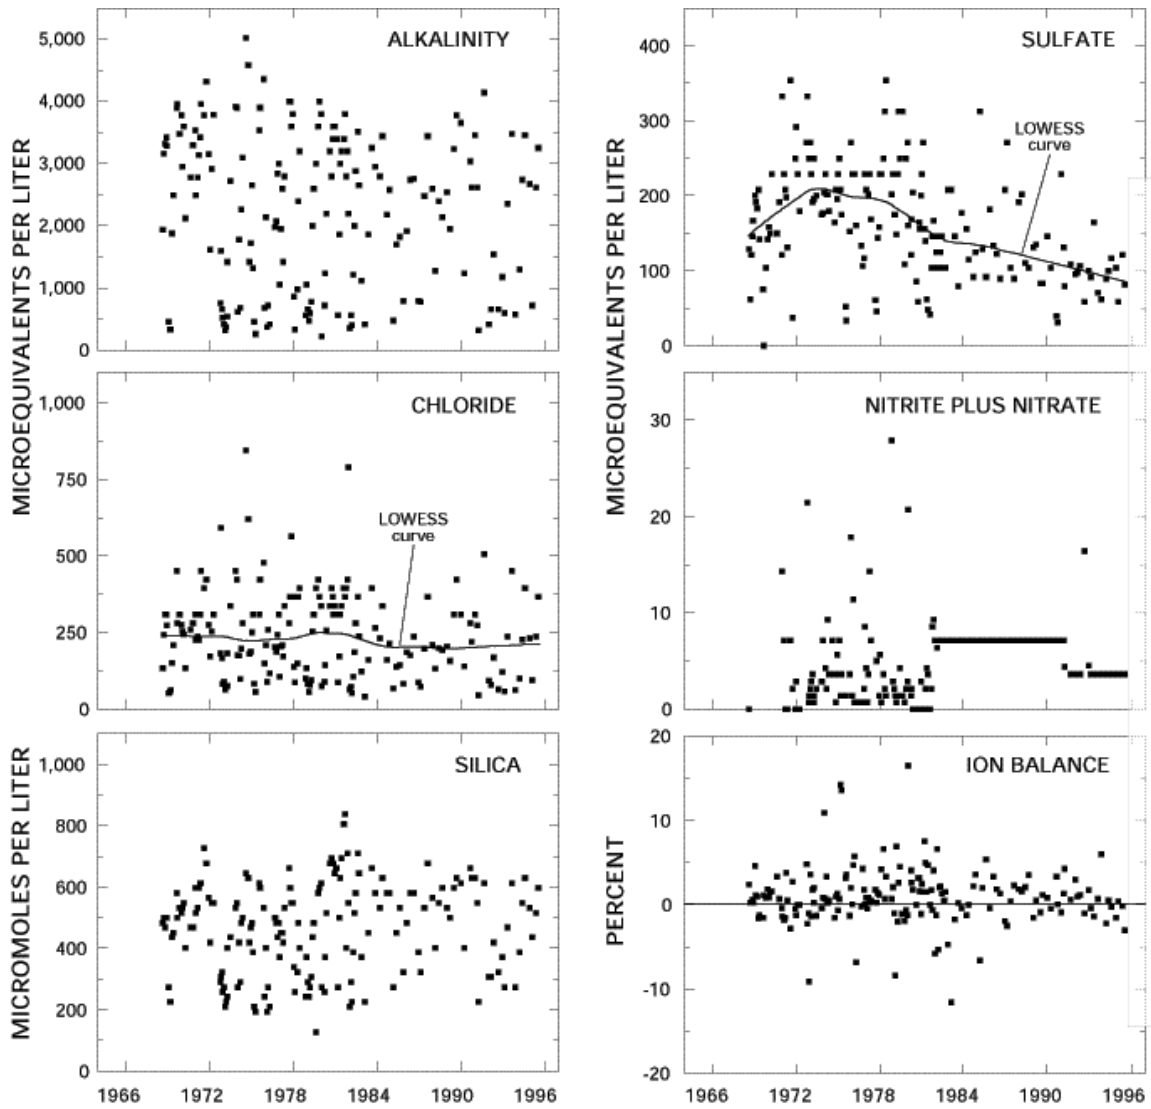 ALKALINITY
5,000
4,000
3,000
2,000
1,000
0
MICROEQUIVALENTS PER LITER
SULFATE
400
300
200
100
0
LOWESS
curve
MICROEQUIVALENTS PER LITER
CHLORIDE
1,000
750
500
250
0
LOWESS
curve
NITRITE PLUS NITRATE
30
20
10
0
SILICA
1,000
800
600
400
200
0
MICROMOLES PER LITER
1966 1972 1978 1984 1990 1996
ION BALANCE
20
10
0
-10
-20
PERCENT
1966 1972 1978 1984 1990 1996